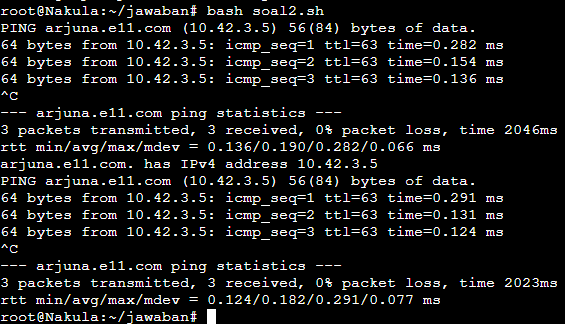 root@Nakula:~/jawaban# bash soal2.sh
PING arjuna.e11.com (10.42.3.5) 56(84) bytes of data.
64 bytes from 10.42.3.5: icmp_seq=1 ttl=63 time=0.282 ms
64 bytes from 10.42.3.5: icmp_seq=2 ttl=63 time=0.154 ms
64 bytes from 10.42.3.5: icmp_seq=3 ttl=63 time=0.136 ms
^C
--- arjuna.e11.com ping statistics ---
3 packets transmitted, 3 received, 0% packet loss, time 2046ms
rtt min/avg/max/mdev = 0.136/0.190/0.282/0.066 ms
arjuna.e11.com. has IPv4 address 10.42.3.5
PING arjuna.e11.com (10.42.3.5) 56(84) bytes of data.
64 bytes from 10.42.3.5: icmp_seq=1 ttl=63 time=0.291 ms
64 bytes from 10.42.3.5: icmp_seq=2 ttl=63 time=0.131 ms
64 bytes from 10.42.3.5: icmp_seq=3 ttl=63 time=0.124 ms
^C
--- arjuna.e11.com ping statistics ---
3 packets transmitted, 3 received, 0% packet loss, time 2023ms
rtt min/avg/max/mdev = 0.124/0.182/0.291/0.077 ms
root@Nakula:~/jawaban#